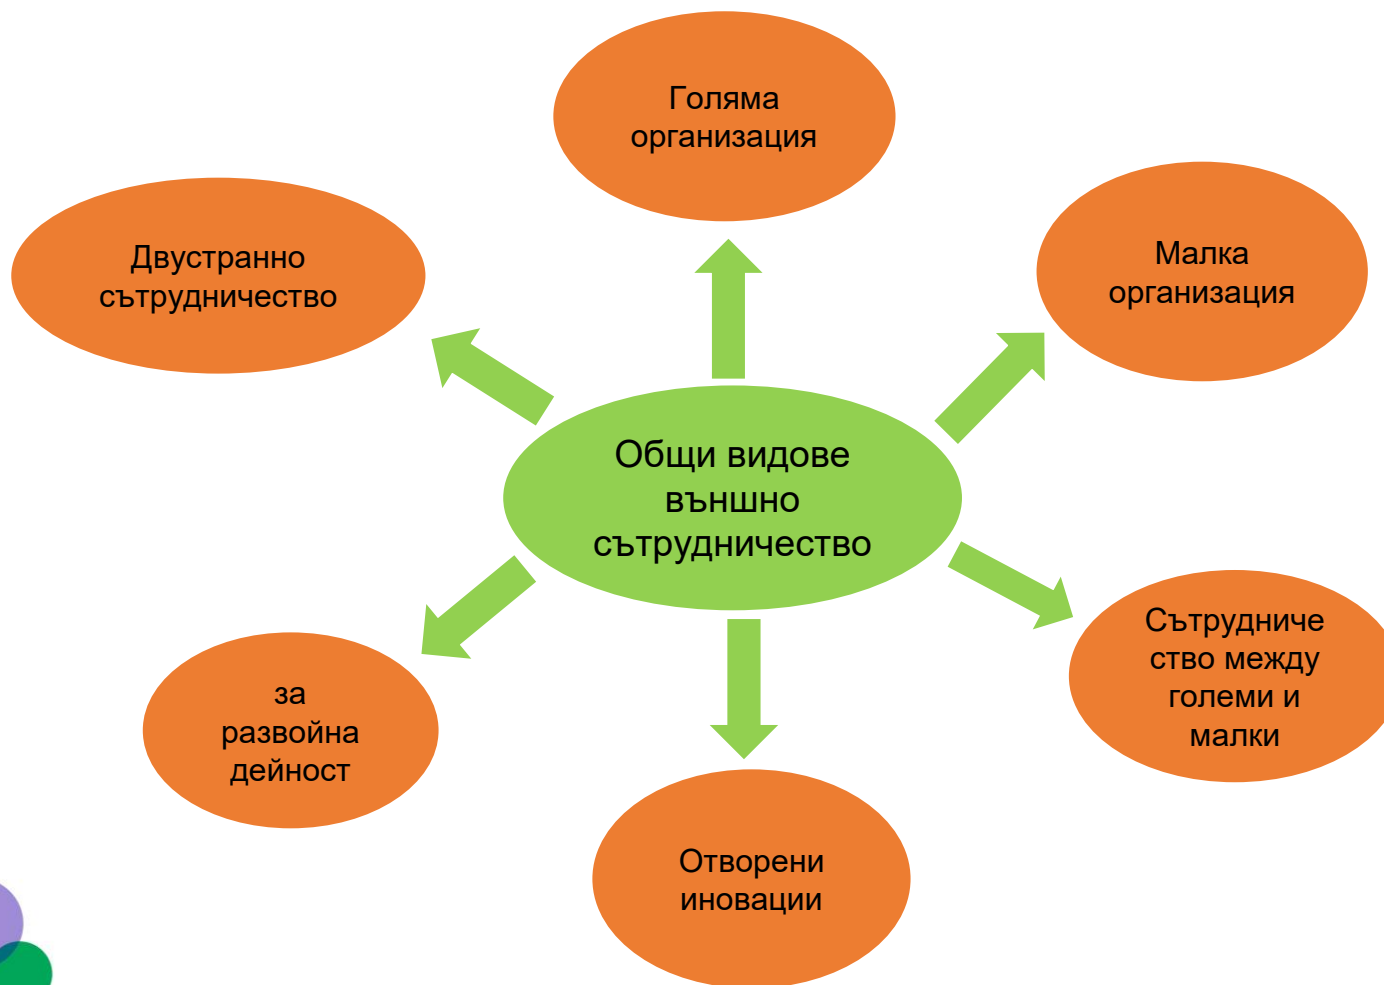 Голяма
организация
Двустранно
сътрудничество
Малка
организация
Общи видове
външно
сътрудничество
Сътрудниче
ство между
големи и
малки
за
развойна
дейност
Отворени
иновации